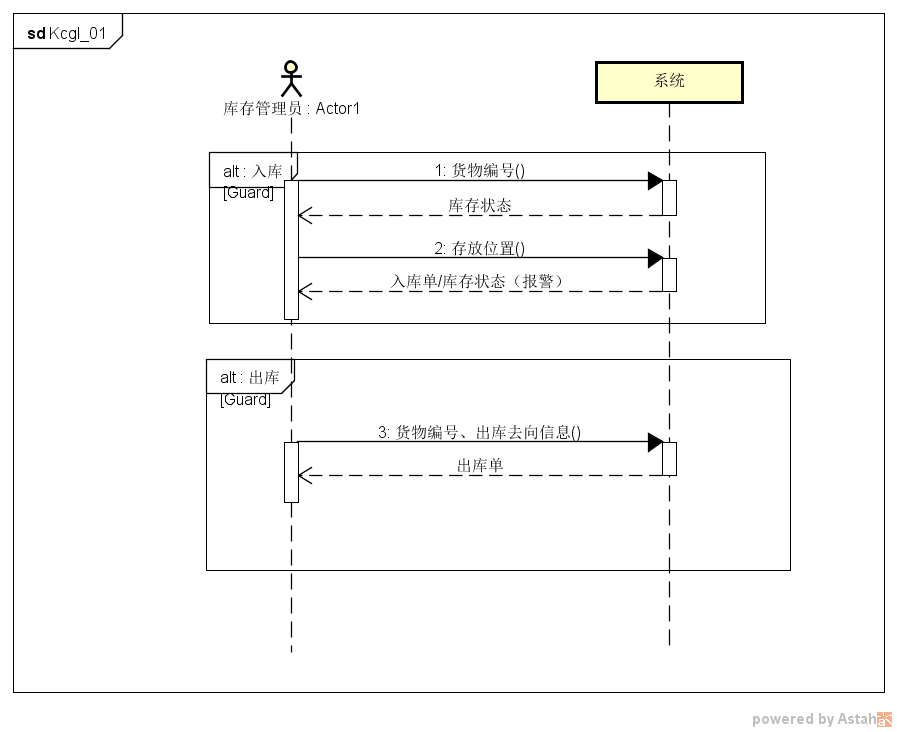 sd Kcgl_01
库存管理员 : Actor1
系统
alt : 入库
[Guard]
1: 货物编号()
库存状态
2: 存放位置()
入库单/库存状态（报警）
alt : 出库
[Guard]
3: 货物编号、出库去向信息()
出库单
powered by Astah